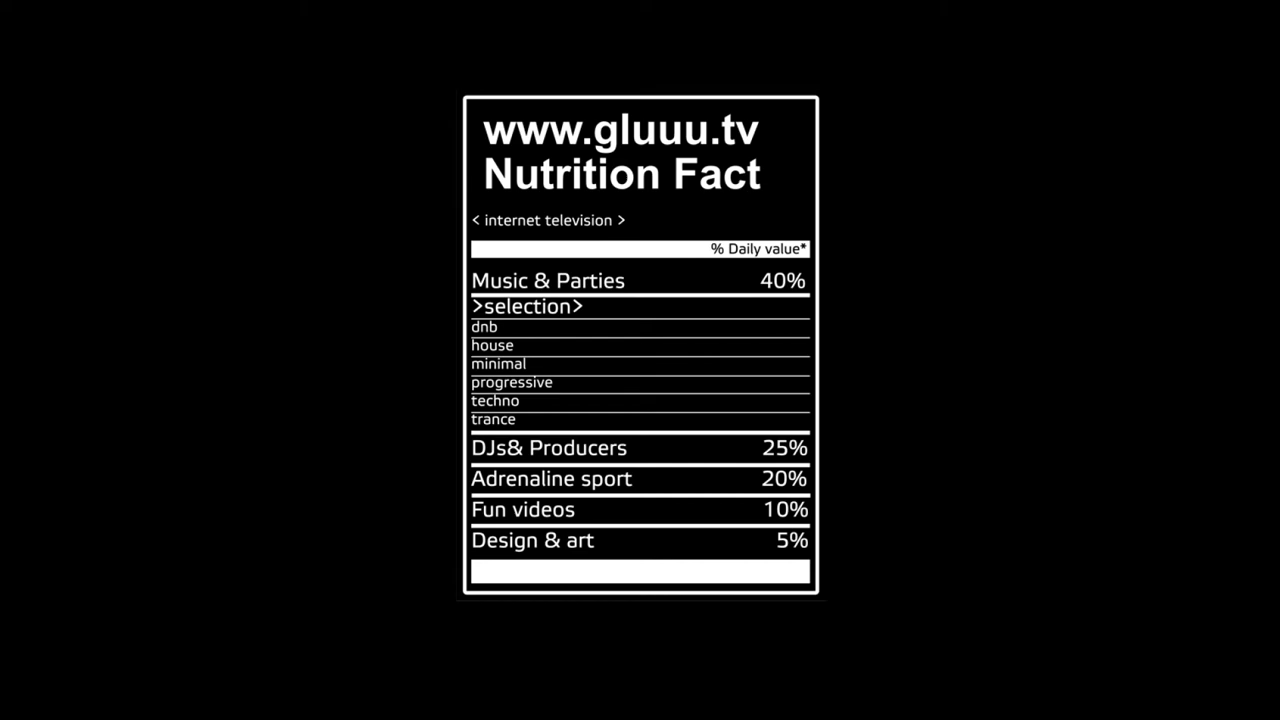 www.gluuu.tv
Nutrition Fact
< internet television >
% Daily value*
Music & Parties 40%
>selection>
dnb
house
minimal
progressive
techno
trance
DJs& Producers 25%
Adrenaline sport 20%
Fun videos 10%
Design & art 5%